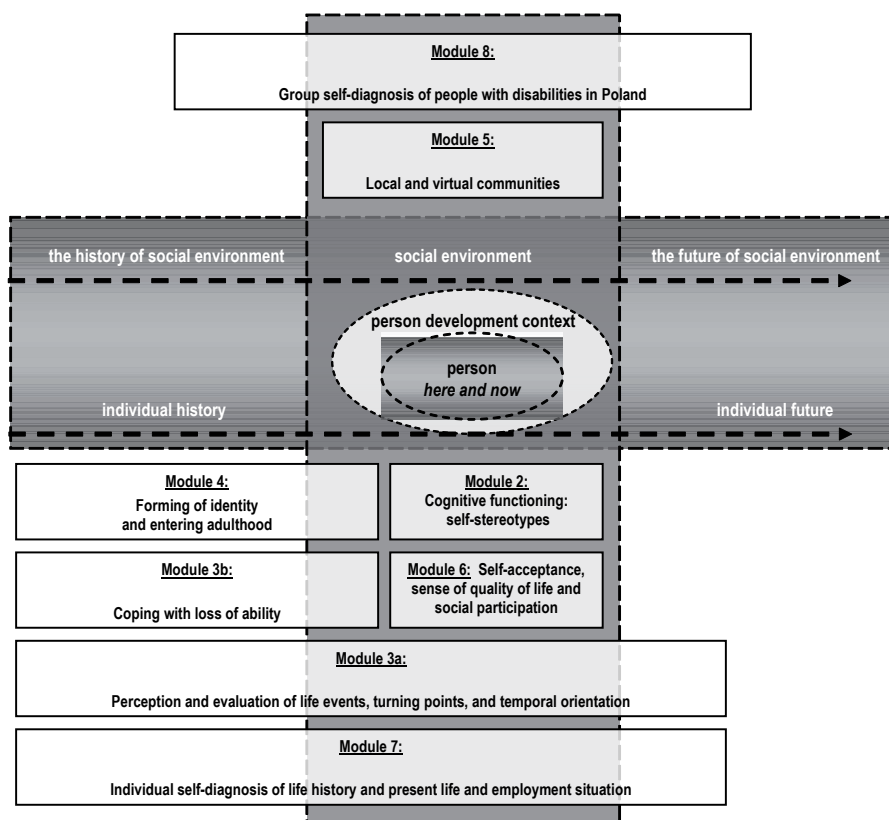 Module 8:
Group self-diagnosis of people with disabilities in Poland
Module 5:
Local and virtual communities
the history of social environment
social environment
the future of social environment
person development context
person
here and now
individual history
individual future
Module 4:
Forming of identity
and entering adulthood
Module 2:
Cognitive functioning:
self-stereotypes
Module 3b:
Coping with loss of ability
Module 6: Self-acceptance,
sense of quality of life and
social participation
Module 3a:
Perception and evaluation of life events, turning points, and temporal orientation
Module 7:
Individual self-diagnosis of life history and present life and employment situation